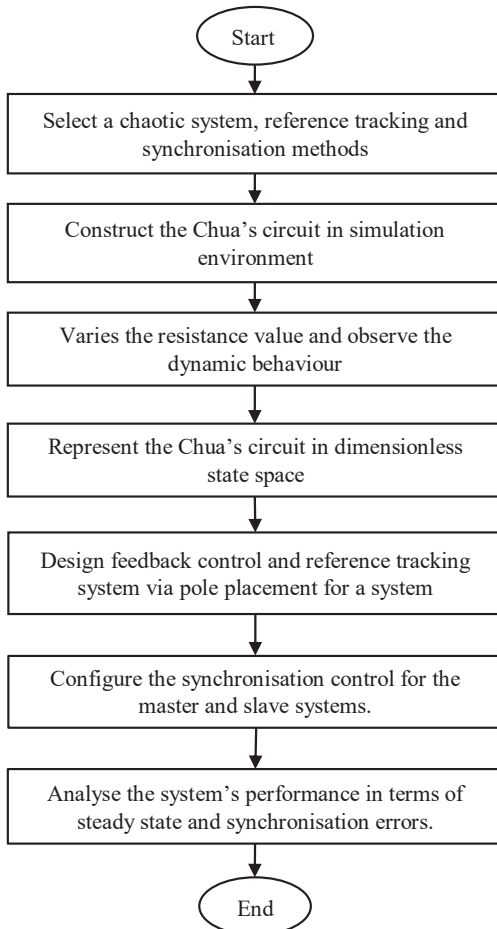 Start
Select a chaotic system, reference tracking and
synchronisation methods
Construct the Chua's circuit in simulation
environment
Varies the resistance value and observe the
dynamic behaviour
Represent the Chua's circuit in dimensionless
state space
Design feedback control and reference tracking
system via pole placement for a system
Configure the synchronisation control for the
master and slave systems.
Analyse the system's performance in terms of
steady state and synchronisation errors.
End